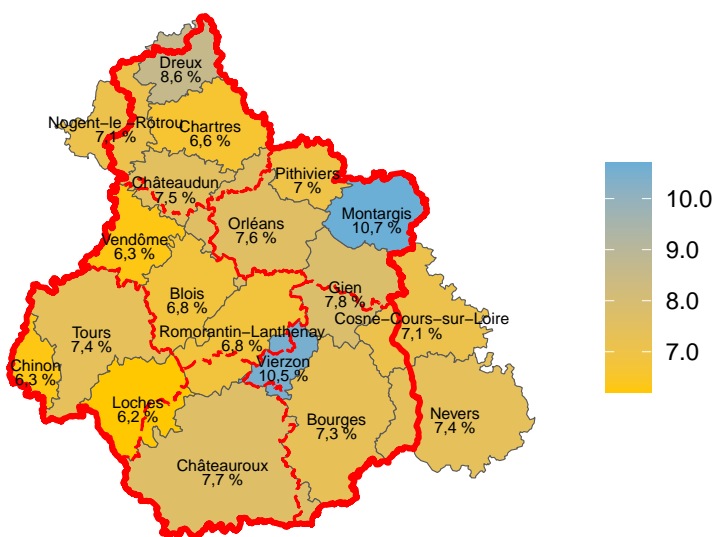 Dreux
8,6 %
Nogent−le −Rotrou
7,1 %
Chartres
6,6 %
Pithiviers
7 %
Châteaudun
7,5 %
Montargis
10,7 %
Orléans
7,6 %
Vendôme
6,3 %
Blois
6,8 %
Gien
7,8 %
Cosne−Cours−sur−Loire
7,1 %
Romorantin−Lanthenay
6,8 %
Tours
7,4 %
Chinon
6,3 %
Vierzon
10,5 %
Loches
6,2 %
Bourges
7,3 %
Nevers
7,4 %
Châteauroux
7,7 %
10.0
9.0
8.0
7.0